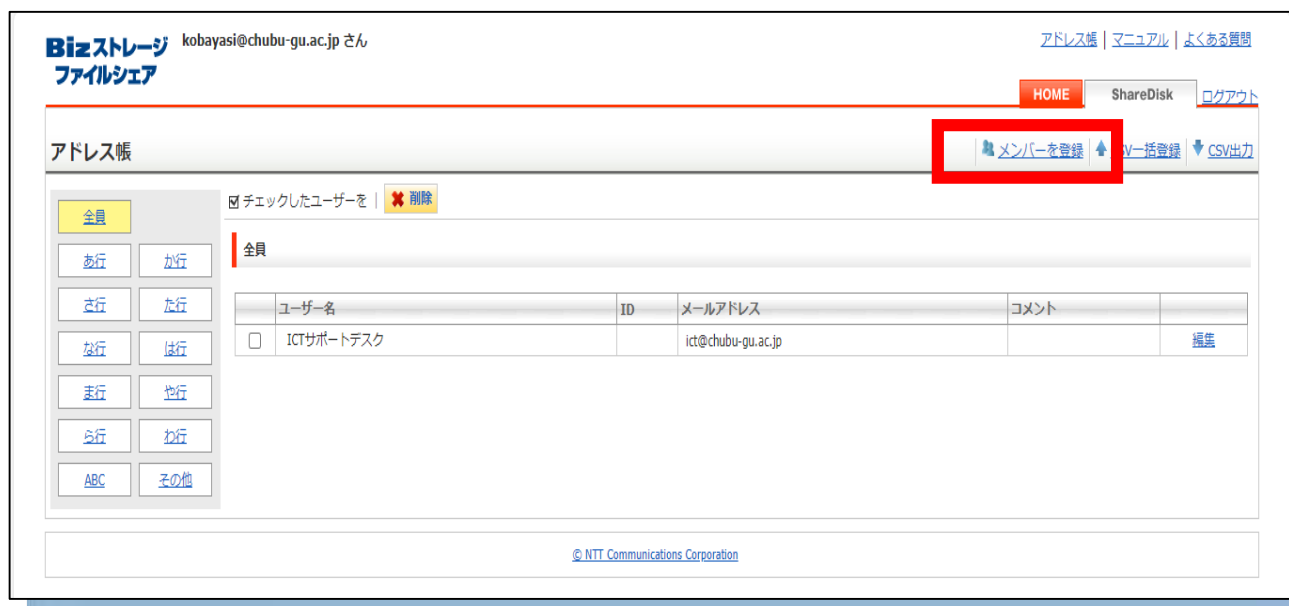 Bizストレージ
ファイルシェア
kobayasi@chubu-gu.ac.jp さん
アドレス帳 | マニュアル | よくある質問
HOME ShareDisk ログアウト
アドレス帳
メンバーを登録 SV一括登録 CSV出力
チェックしたユーザーを | 削除
全員
あ行 か行
さ行 た行
な行 は行
ま行 や行
ら行 わ行
ABC その他
全員
ユーザー名 ID メールアドレス コメント
ICTサポートデスク ict@chubu-gu.ac.jp 編集
© NTT Communications Corporation